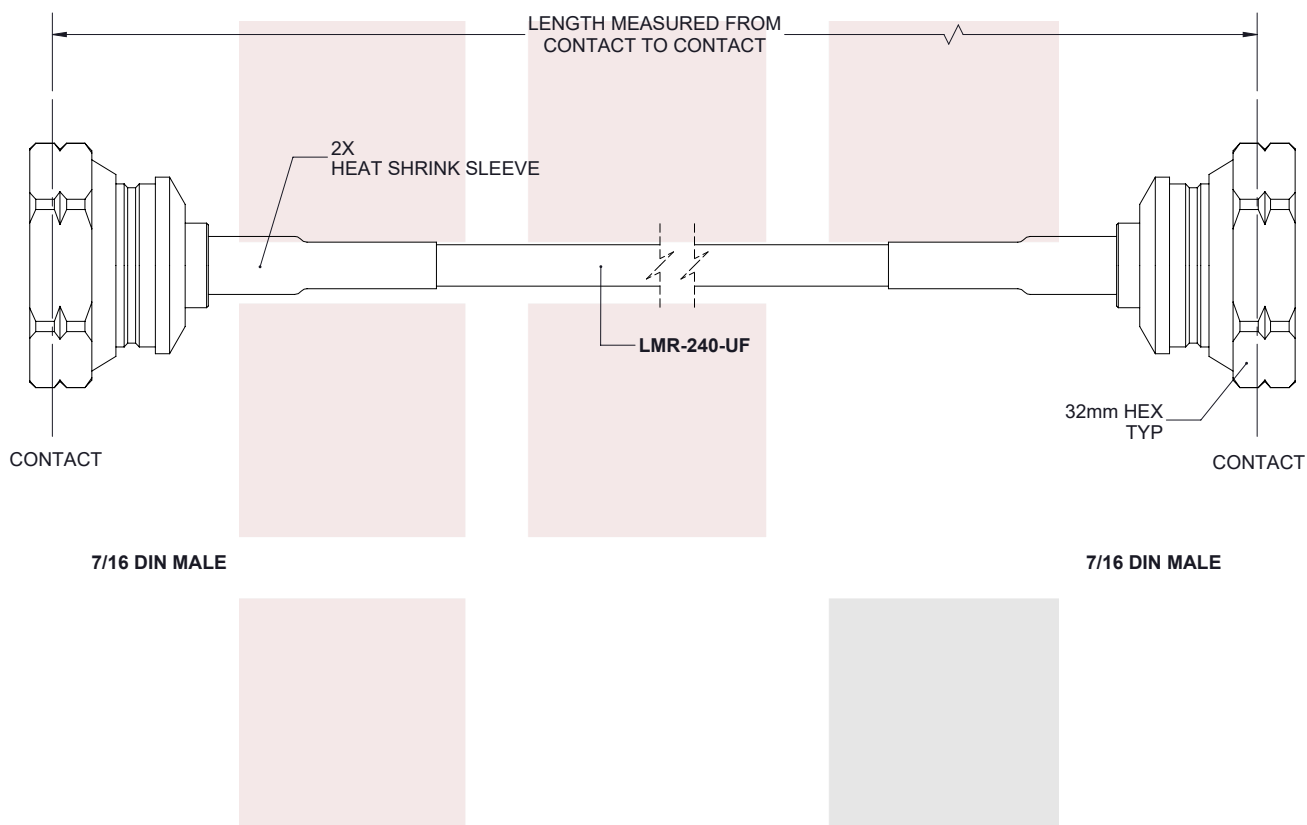 LENGTH MEASURED FROM
CONTACT TO CONTACT
2X
HEAT SHRINK SLEEVE
LMR-240-UF
32mm HEX
TYP
CONTACT
CONTACT
7/16 DIN MALE
7/16 DIN MALE